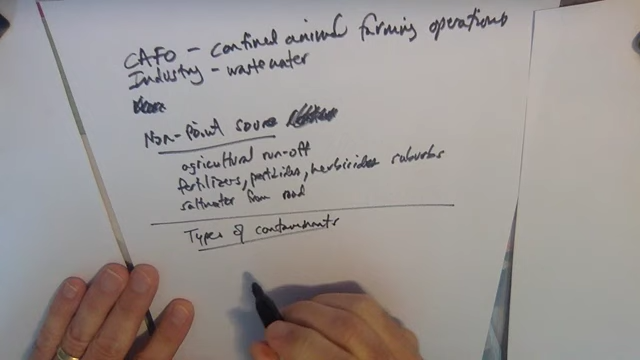 CAFO - confined animal farming operations
Industry - wastewater
Non-Point source
agricultural run-off
fertilizers, pesticides, herbicides suburbs
saltwater from road
Types of contaminants